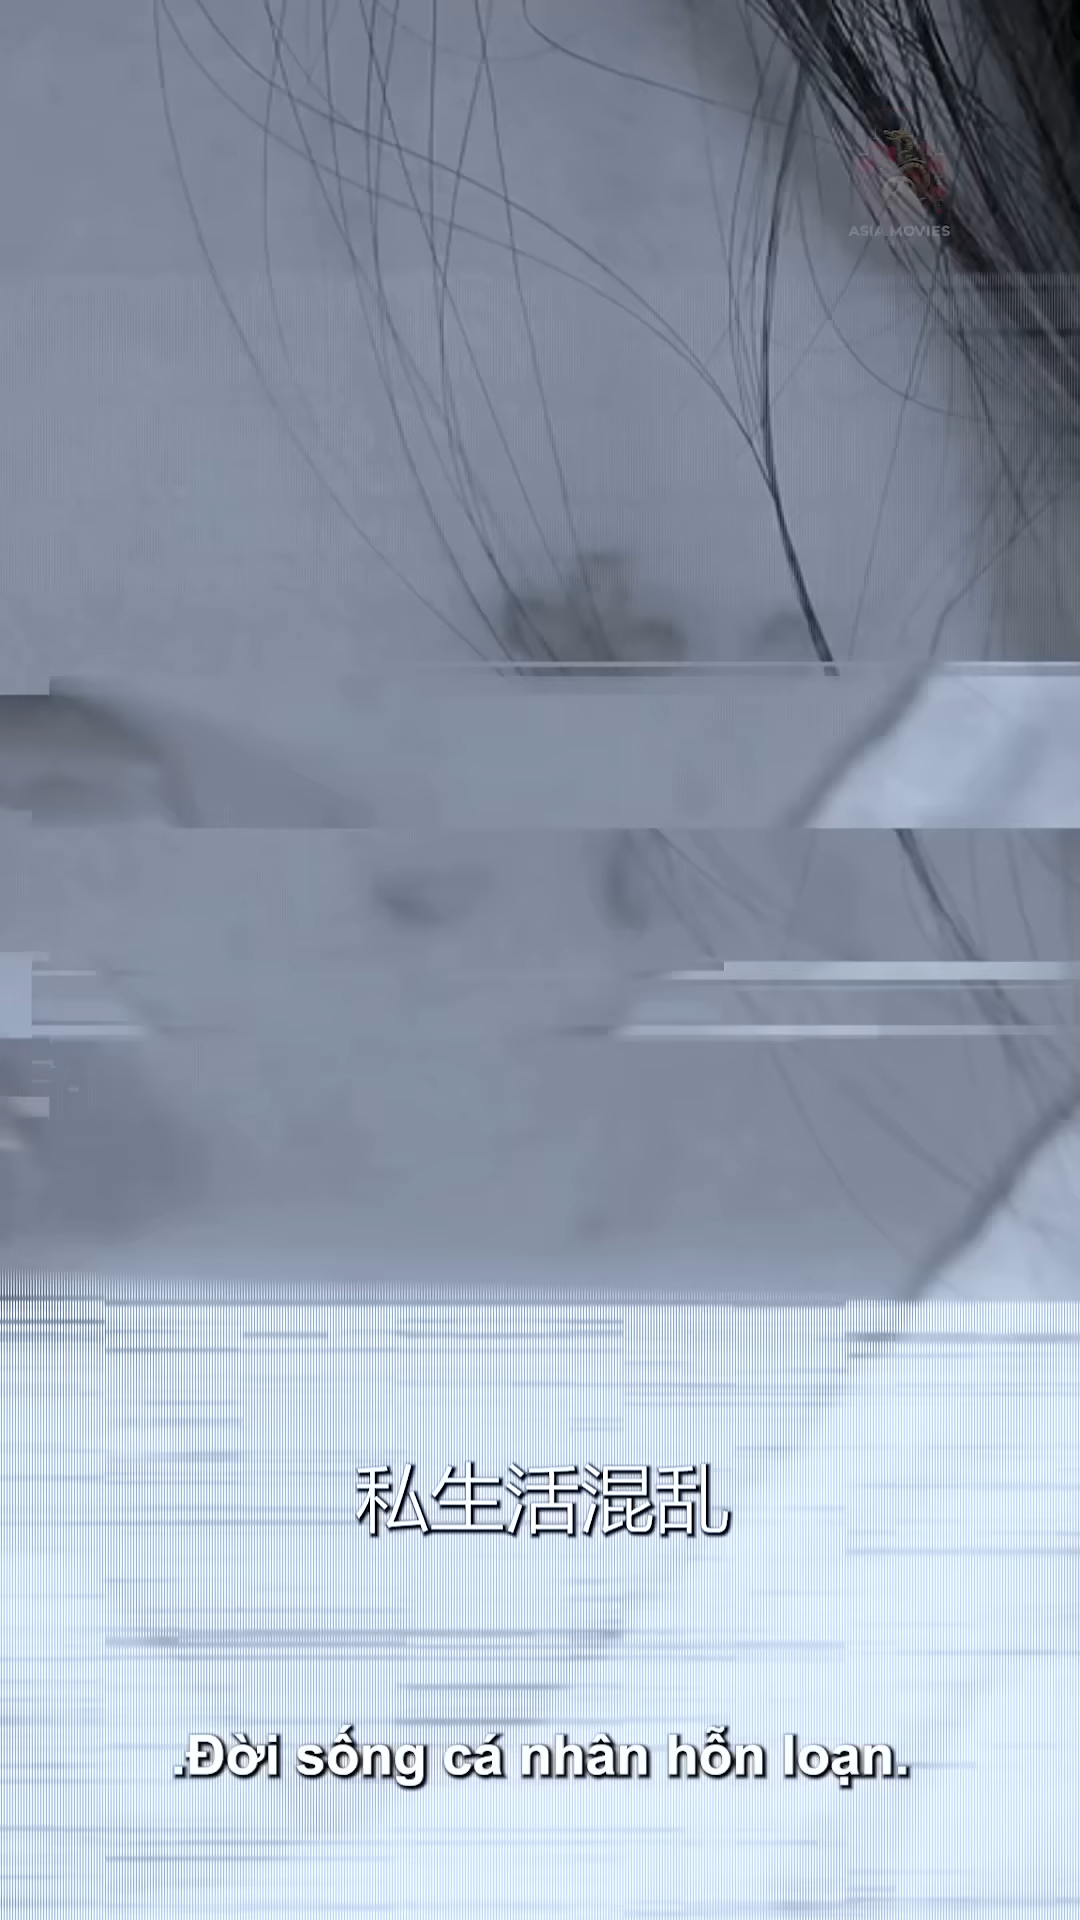 ASIA MOVIES
私生活混乱
.Đời sống cá nhân hỗn loạn.